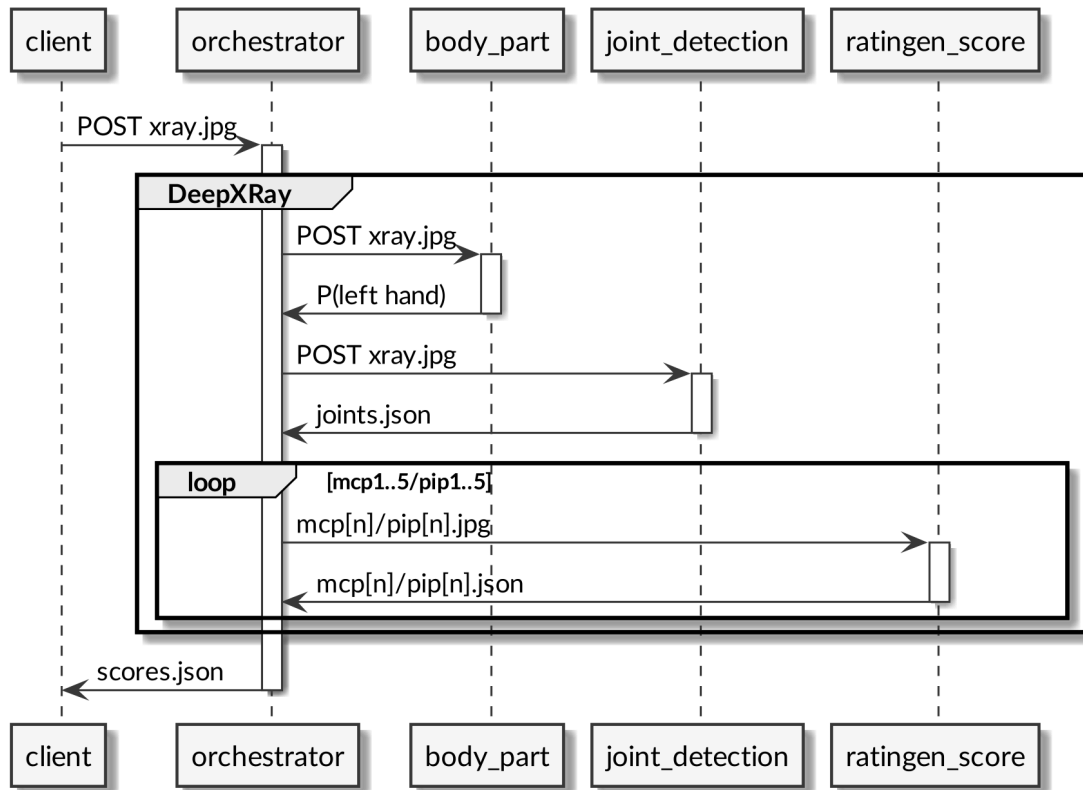 client orchestrator body_part joint_detection ratingen_score
POST xray.jpg
DeepXRay
POST xray.jpg
P(left hand)
POST xray.jpg
joints.json
loop [mcp1..5/pip1..5]
mcp[n]/pip[n].jpg
mcp[n]/pip[n].json
scores.json
client orchestrator body_part joint_detection ratingen_score